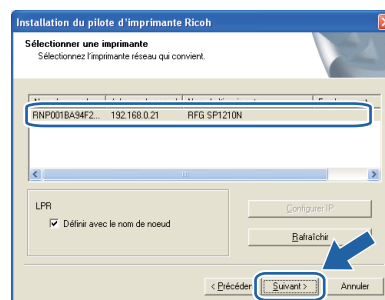 Installation du pilote d'imprimante Ricoh
Sélectionner une imprimante
Sélectionnez l'imprimante réseau qui convient.
RNP001BA94F2... 192.168.0.21 RFG SP1210N
LPR
Définir avec le nom de noeud
Configurer IP
Rafraîchir
< Précéden
Suivant >
Annuler